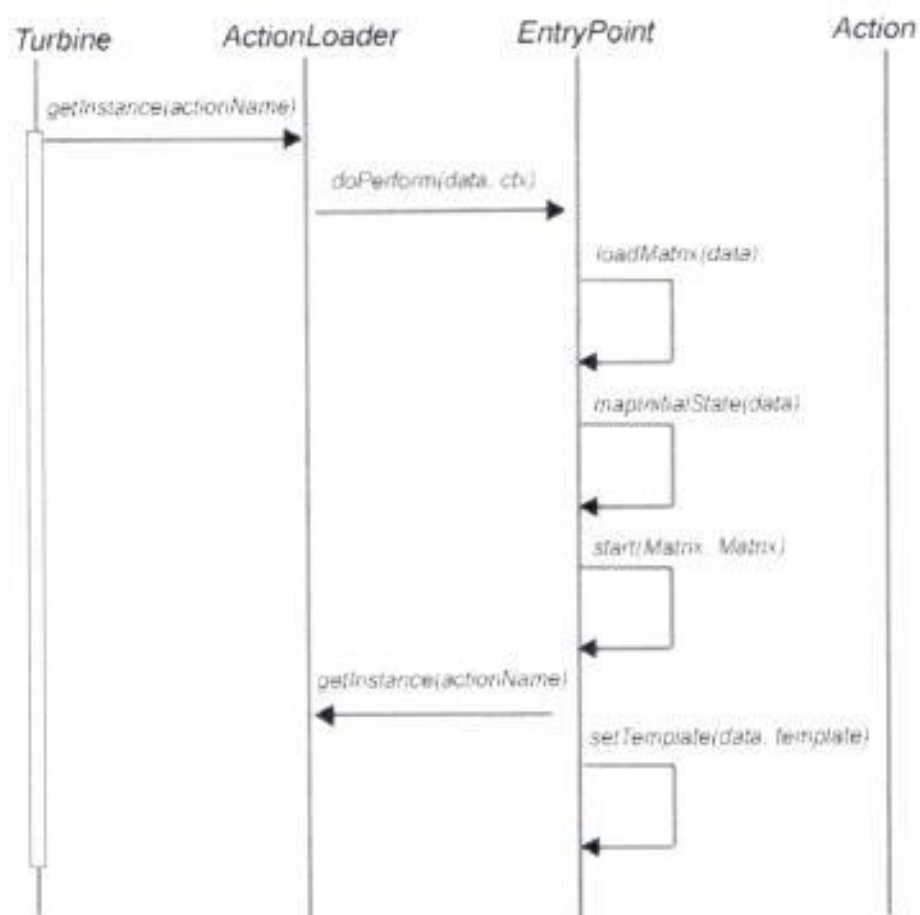 Turbine ActionLoader EntryPoint Action
getInstance(actionName)
doPerform(data, ctx)
loadMatrix(data)
mapInitialState(data)
start(Matrix, Matrix)
getInstance(actionName)
setTemplate(data, template)